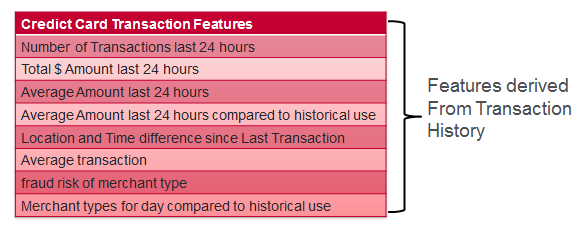 Credict Card Transaction Features
Number of Transactions last 24 hours
Total $ Amount last 24 hours
Average Amount last 24 hours
Average Amount last 24 hours compared to historical use
Location and Time difference since Last Transaction
Average transaction
fraud risk of merchant type
Merchant types for day compared to historical use
Features derived
From Transaction
History